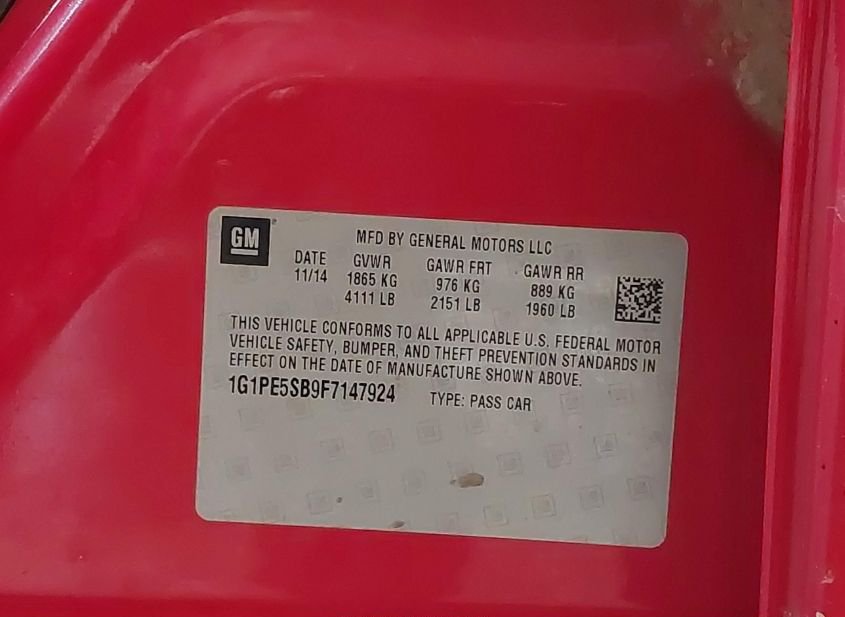 GM
MFD BY GENERAL MOTORS LLC
DATE GVWR GAWR FRT GAWR RR
11/14 1865 KG 976 KG 889 KG
4111 LB 2151 LB 1960 LB
THIS VEHICLE CONFORMS TO ALL APPLICABLE U.S. FEDERAL MOTOR
VEHICLE SAFETY, BUMPER, AND THEFT PREVENTION STANDARDS IN
EFFECT ON THE DATE OF MANUFACTURE SHOWN ABOVE.
1G1PE5SB9F7147924 TYPE: PASS CAR